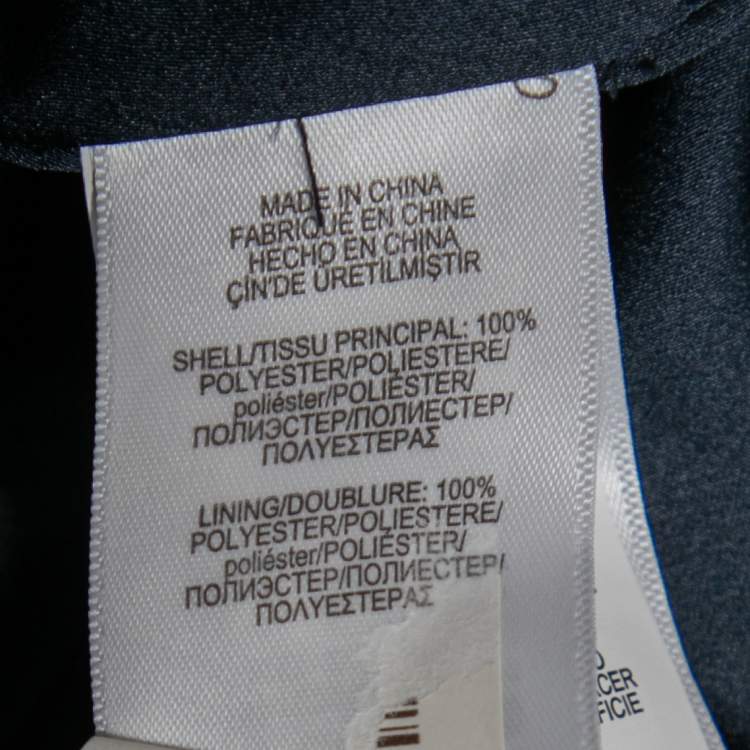 MADE IN CHINA
FABRIQUE EN CHINE
HECHO EN CHINA
ÇİN'DE ÜRETİLMİŞTİR
SHELL/TISSU PRINCIPAL: 100%
POLYESTER/POLIESTERE/
poliéster/POLIÉSTER/
ПОЛИЭСТЕР/ПОЛИЕСТЕР/
ΠΟΛΥΕΣΤΕΡΑΣ
LINING/DOUBLURE: 100%
POLYESTER/POLIESTERE/
poliéster/POLIÉSTER/
ПОЛИЭСТЕР/ПОЛИЕСТЕР/
ΠΟΛΥΕΣΤΕΡΑΣ
CER
FICIE